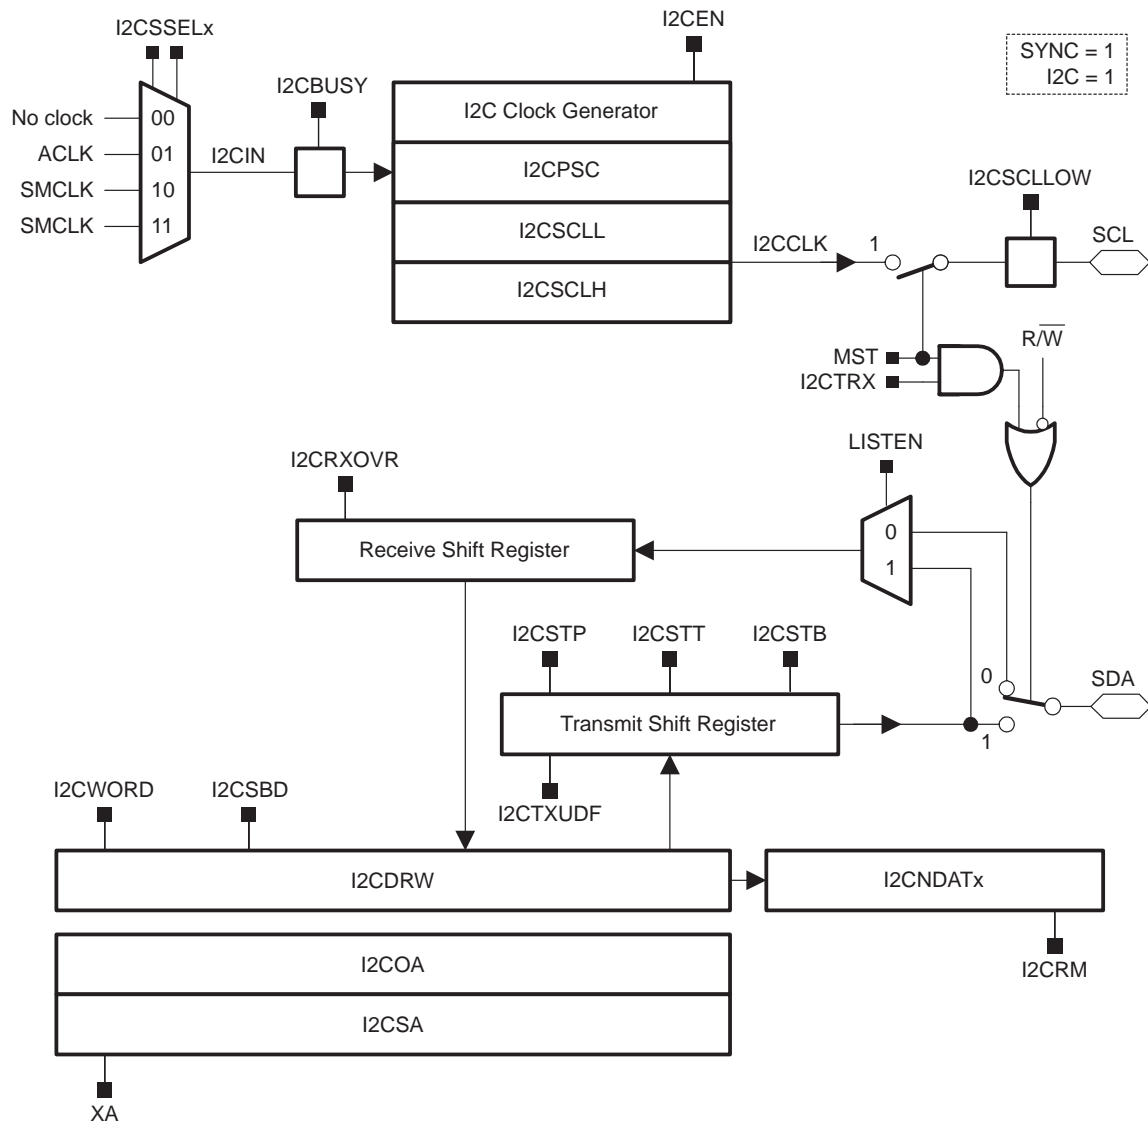 I2CEN
I2CSSELx
SYNC = 1
I2C = 1
I2CBUSY
No clock
00
I2C Clock Generator
ACLK
01
I2CIN
I2CPSC
SMCLK
10
I2CSCLLOW
SMCLK
11
I2CSCLL
I2CCLK
1
SCL
I2CSCLH
R/W̅
MST
I2CTRX
LISTEN
I2CRXOVR
0
Receive Shift Register
1
I2CSTP
I2CSTT
I2CSTB
0
SDA
Transmit Shift Register
1
I2CWORD
I2CSBD
I2CTXUDF
I2CDRW
I2CNDATx
I2COA
I2CRM
I2CSA
XA